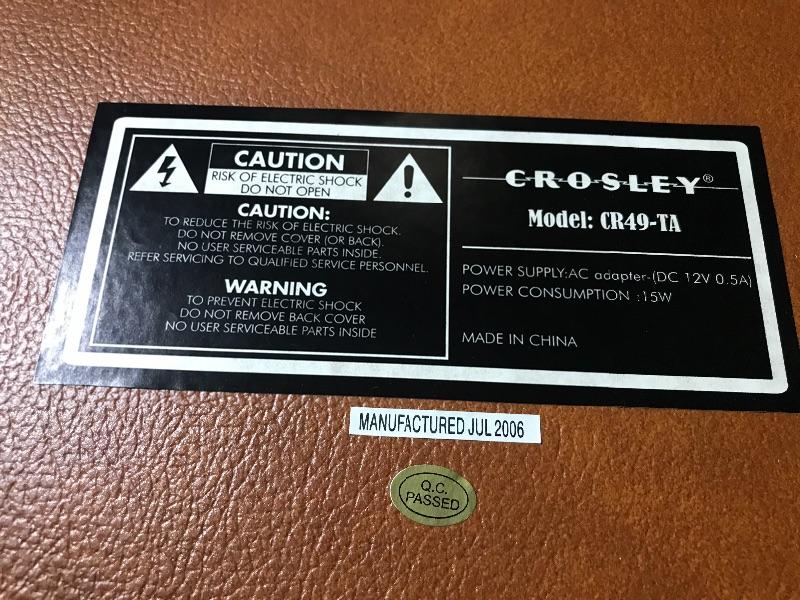 CAUTION
RISK OF ELECTRIC SHOCK
DO NOT OPEN
CAUTION:
TO REDUCE THE RISK OF ELECTRIC SHOCK.
DO NOT REMOVE COVER (OR BACK).
NO USER SERVICEABLE PARTS INSIDE.
REFER SERVICING TO QUALIFIED SERVICE PERSONNEL.
WARNING
TO PREVENT ELECTRIC SHOCK
DO NOT REMOVE BACK COVER
NO USER SERVICEABLE PARTS INSIDE
CROSLEY®
Model: CR49-TA
POWER SUPPLY:AC adapter-(DC 12V 0.5A)
POWER CONSUMPTION :15W
MADE IN CHINA
MANUFACTURED JUL 2006
Q.C.
PASSED